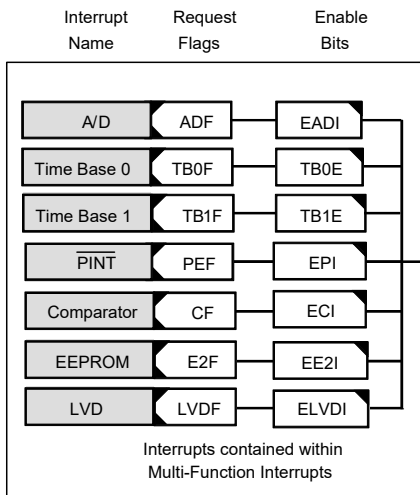 Interrupt Name Request Flags Enable Bits
A/D ADF EADI
Time Base 0 TB0F TB0E
Time Base 1 TB1F TB1E
PINT PEF EPI
Comparator CF ECI
EEPROM E2F EE2I
LVD LVDF ELVDI
Interrupts contained within
Multi-Function Interrupts